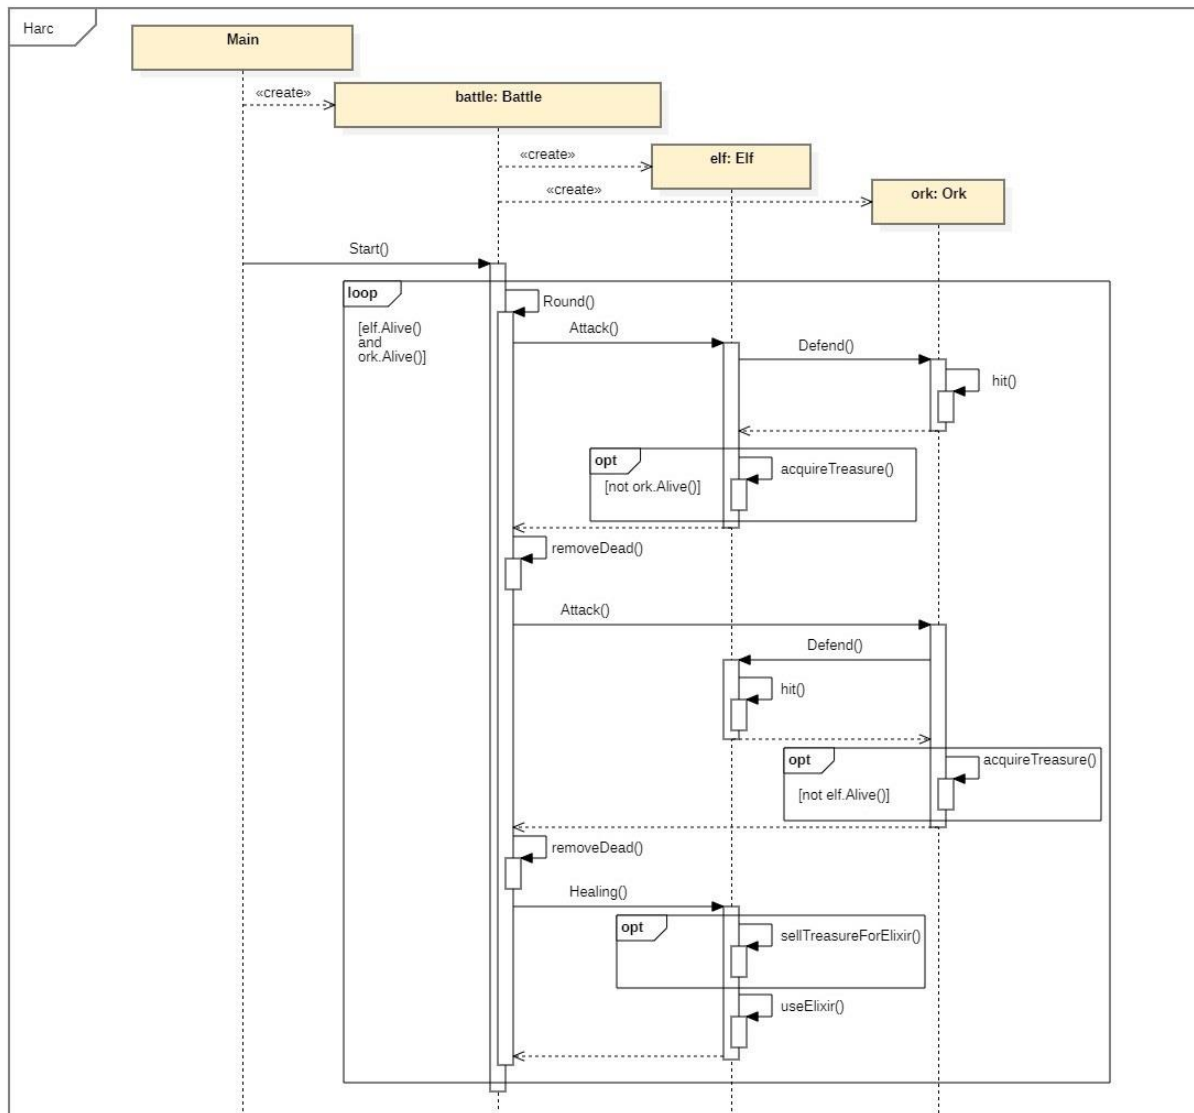 Harc
Main
«create»
battle: Battle
«create»
elf: Elf
«create»
ork: Ork
Start()
loop
[elf.Alive()
and
ork.Alive()]
Round()
Attack()
Defend()
hit()
opt
[not ork.Alive()]
acquireTreasure()
removeDead()
Attack()
Defend()
hit()
opt
[not elf.Alive()]
acquireTreasure()
removeDead()
Healing()
opt
sellTreasureForElixir()
useElixir()